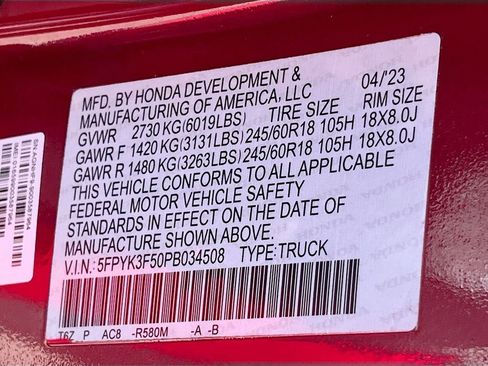 MFD. BY HONDA DEVELOPMENT & 04/'23
MANUFACTURING OF AMERICA, LLC
GVWR 2730 KG(6019LBS) TIRE SIZE RIM SIZE
GAWR F 1420 KG(3131LBS) 245/60R18 105H 18X8.0J
GAWR R 1480 KG(3263LBS) 245/60R18 105H 18X8.0J
THIS VEHICLE CONFORMS TO ALL APPLICABLE
FEDERAL MOTOR VEHICLE SAFETY
STANDARDS IN EFFECT ON THE DATE OF
MANUFACTURE SHOWN ABOVE.
V.I.N.: 5FPYK3F50PB034508 TYPE:TRUCK
T6Z P AC8 -R580M -A -B